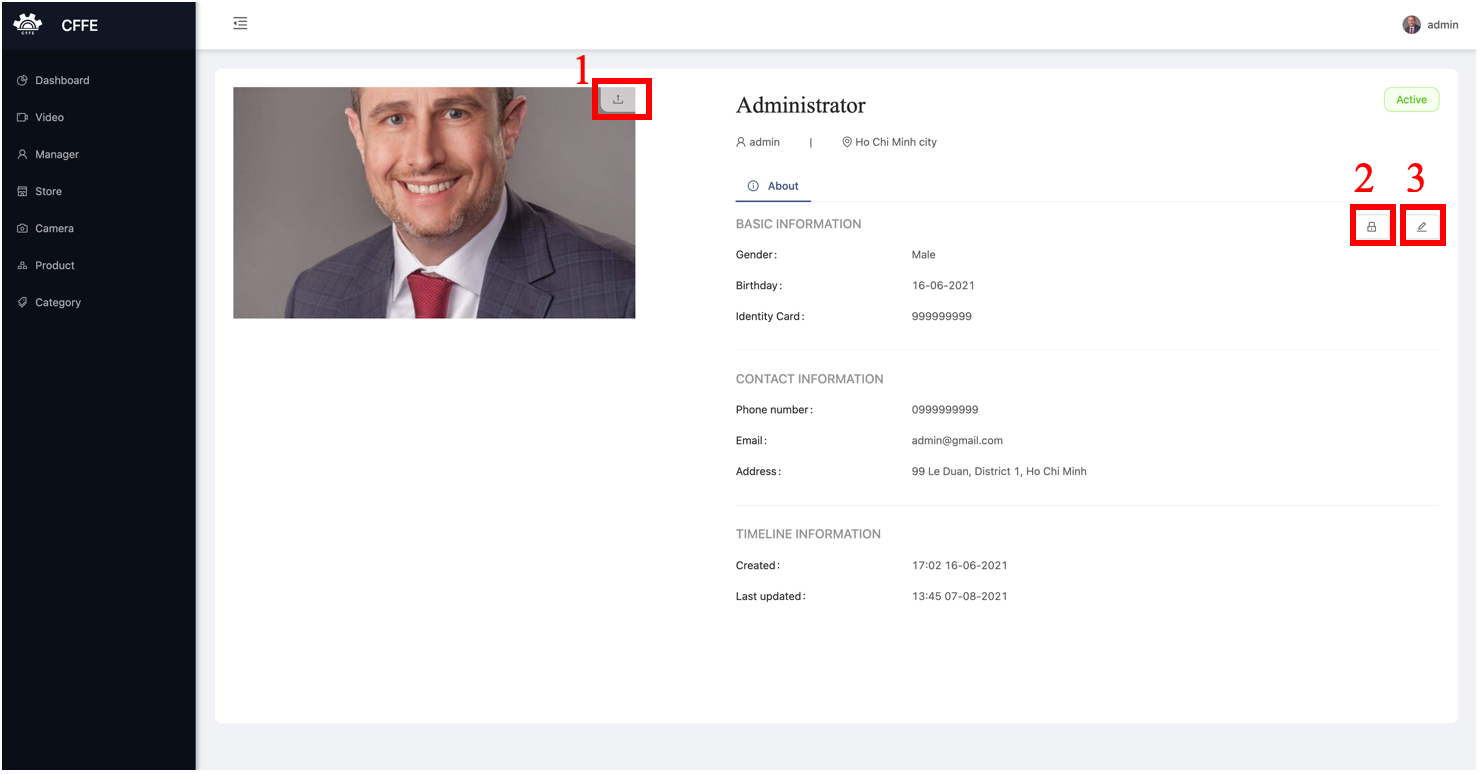 CFFE
CFFE
admin
Dashboard
Video
Manager
Store
Camera
Product
Category
1
Administrator
Active
admin | Ho Chi Minh city
2 3
About
BASIC INFORMATION
Gender: Male
Birthday: 16-06-2021
Identity Card: 999999999
CONTACT INFORMATION
Phone number: 0999999999
Email: admin@gmail.com
Address: 99 Le Duan, District 1, Ho Chi Minh
TIMELINE INFORMATION
Created: 17:02 16-06-2021
Last updated: 13:45 07-08-2021